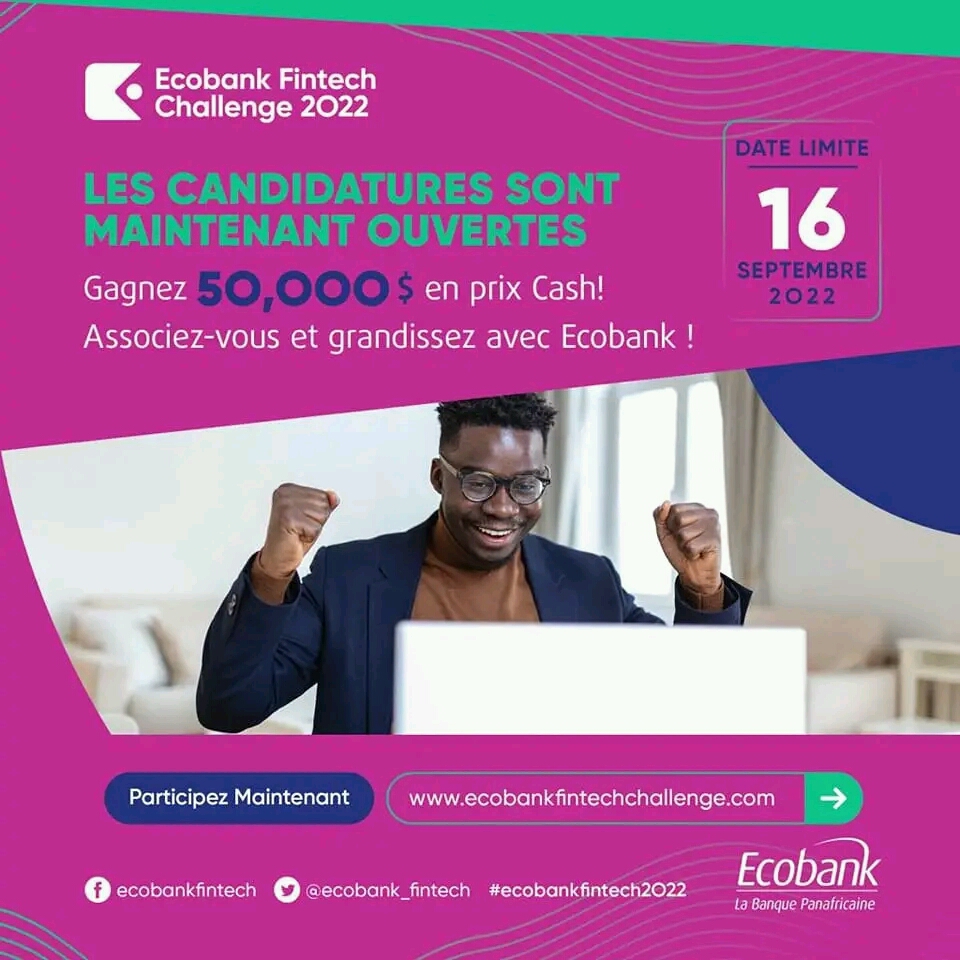 Ecobank Fintech
Challenge 2022
DATE LIMITE
16
SEPTEMBRE
2022
LES CANDIDATURES SONT
MAINTENANT OUVERTES
Gagnez 50,000$ en prix Cash!
Associez-vous et grandissez avec Ecobank !
Participez Maintenant
www.ecobankfintechchallenge.com
Ecobank
La Banque Panafricaine
ecobankfintech @ecobank_fintech #ecobankfintech2022